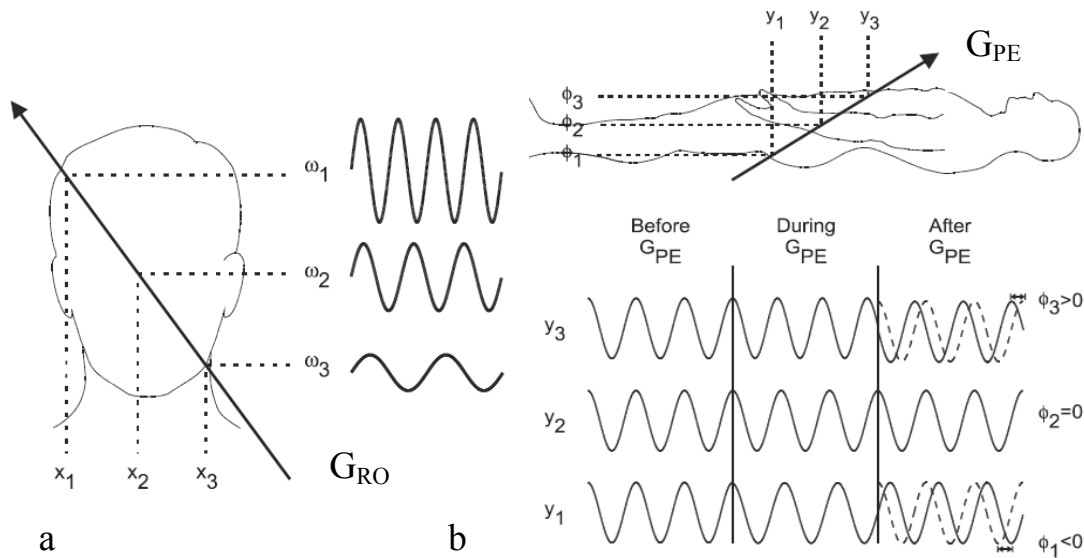 ω1
ω2
ω3
x1 x2 x3
GRO
a
y1 y2 y3
GPE
ϕ3
ϕ2
ϕ1
Before GPE
During GPE
After GPE
y3
ϕ3>0
y2
ϕ2=0
y1
ϕ1<0
b